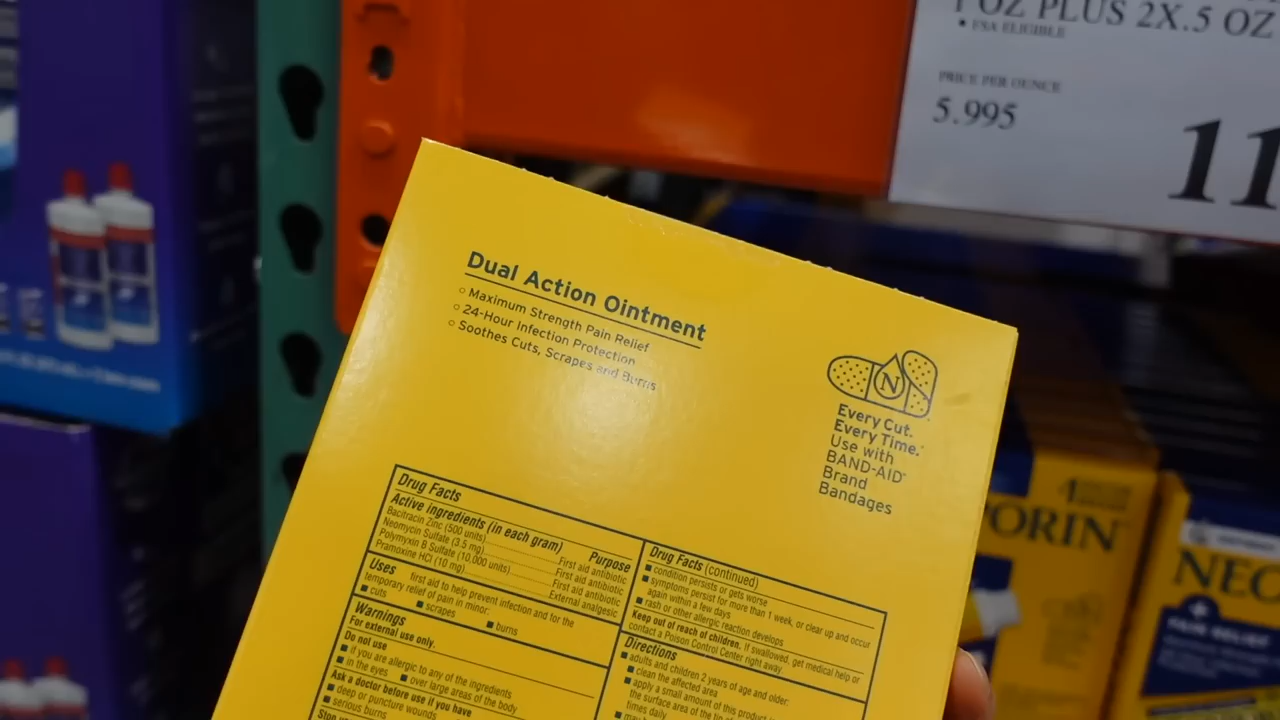 1 OZ PLUS 2X.5 OZ
• FSA ELIGIBLE
PRICE PER OUNCE
5.995
11
Dual Action Ointment
Maximum Strength Pain Relief
24-Hour Infection Protection
Soothes Cuts, Scrapes and Burns
N
Every Cut.
Every Time.
Use with
BAND-AID
Brand
Bandages
Drug Facts
Active ingredients (in each gram)
Purpose
Bacitracin Zinc (500 units) First aid antibiotic
Neomycin Sulfate (3.5 mg) First aid antibiotic
Polymyxin B Sulfate (10,000 units) First aid antibiotic
Pramoxine HCl (10 mg) External analgesic
Uses first aid to help prevent infection and for the
temporary relief of pain in minor:
■ cuts ■ scrapes ■ burns
Warnings
For external use only.
Do not use
■ if you are allergic to any of the ingredients
■ in the eyes ■ over large areas of the body
Ask a doctor before use if you have
■ deep or puncture wounds
■ serious burns
Drug Facts (continued)
■ condition persists or gets worse
■ symptoms persist for more than 1 week, or clear up and occur
again within a few days
■ rash or other allergic reaction develops
Keep out of reach of children. If swallowed, get medical help or
contact a Poison Control Center right away
Directions
■ adults and children 2 years of age and older:
■ clean the affected area
■ apply a small amount of this product
the surface area of the tip of
times daily
PORIN
NEO
PAIN RELIEF